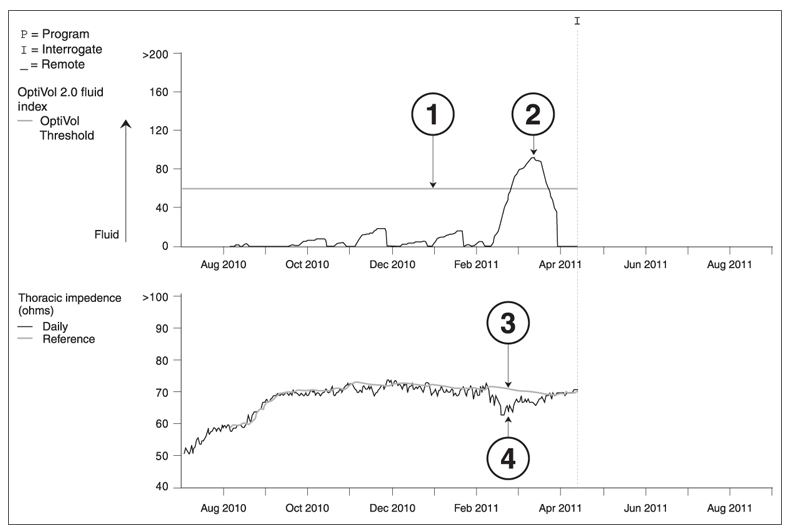 I
P = Program
I = Interrogate
_ = Remote
OptiVol 2.0 fluid
index
OptiVol
Threshold
Fluid
>200
160
120
80
40
0
1
2
Aug 2010
Oct 2010
Dec 2010
Feb 2011
Apr 2011
Jun 2011
Aug 2011
Thoracic impedence
(ohms)
Daily
Reference
>100
90
80
70
60
50
40
3
4
Aug 2010
Oct 2010
Dec 2010
Feb 2011
Apr 2011
Jun 2011
Aug 2011